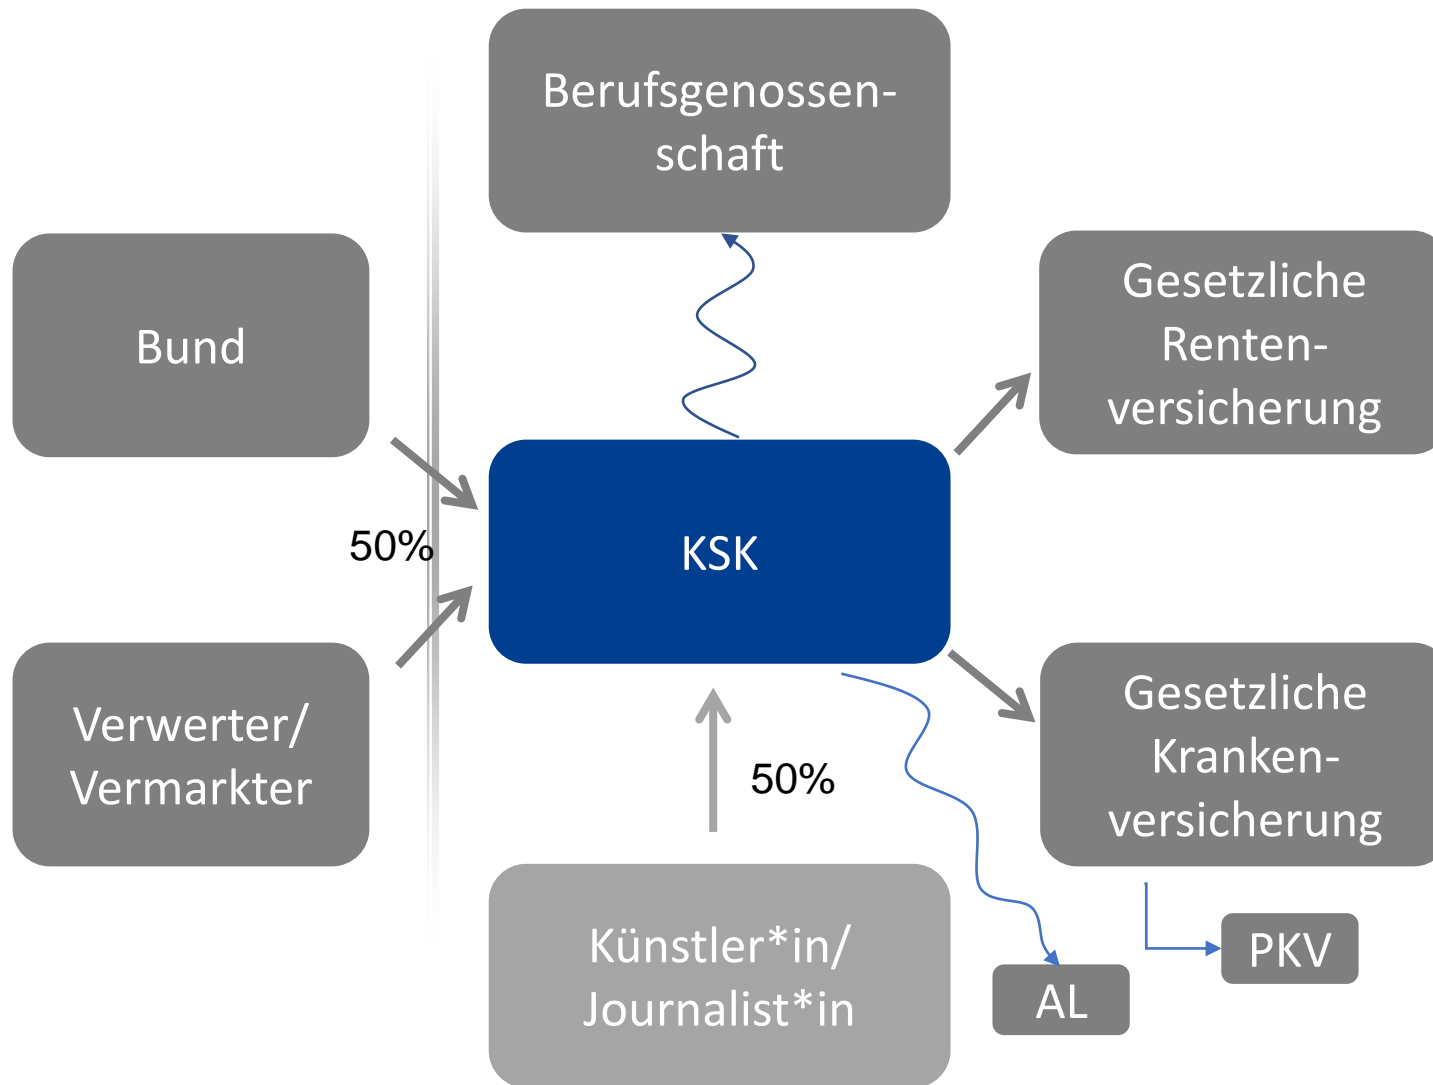 Berufsgenossen-
schaft
Bund
Gesetzliche
Renten-
versicherung
50%
KSK
Verwerter/
Vermarkter
50%
Gesetzliche
Kranken-
versicherung
Künstler*in/
Journalist*in
AL
PKV